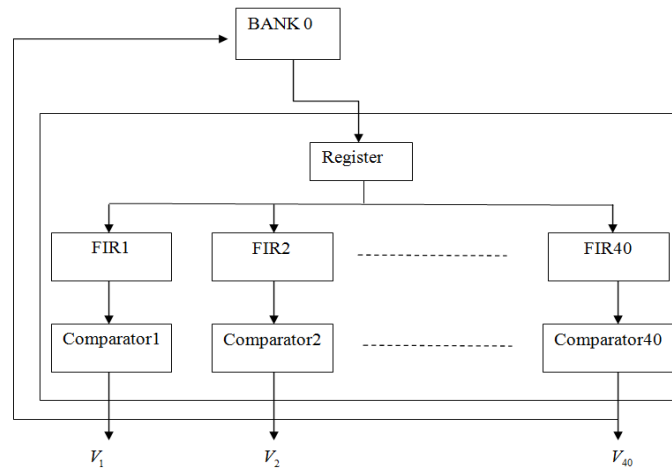 BANK 0
Register
FIR1
FIR2
FIR40
Comparator1
Comparator2
Comparator40
V₁
V₂
V₄₀